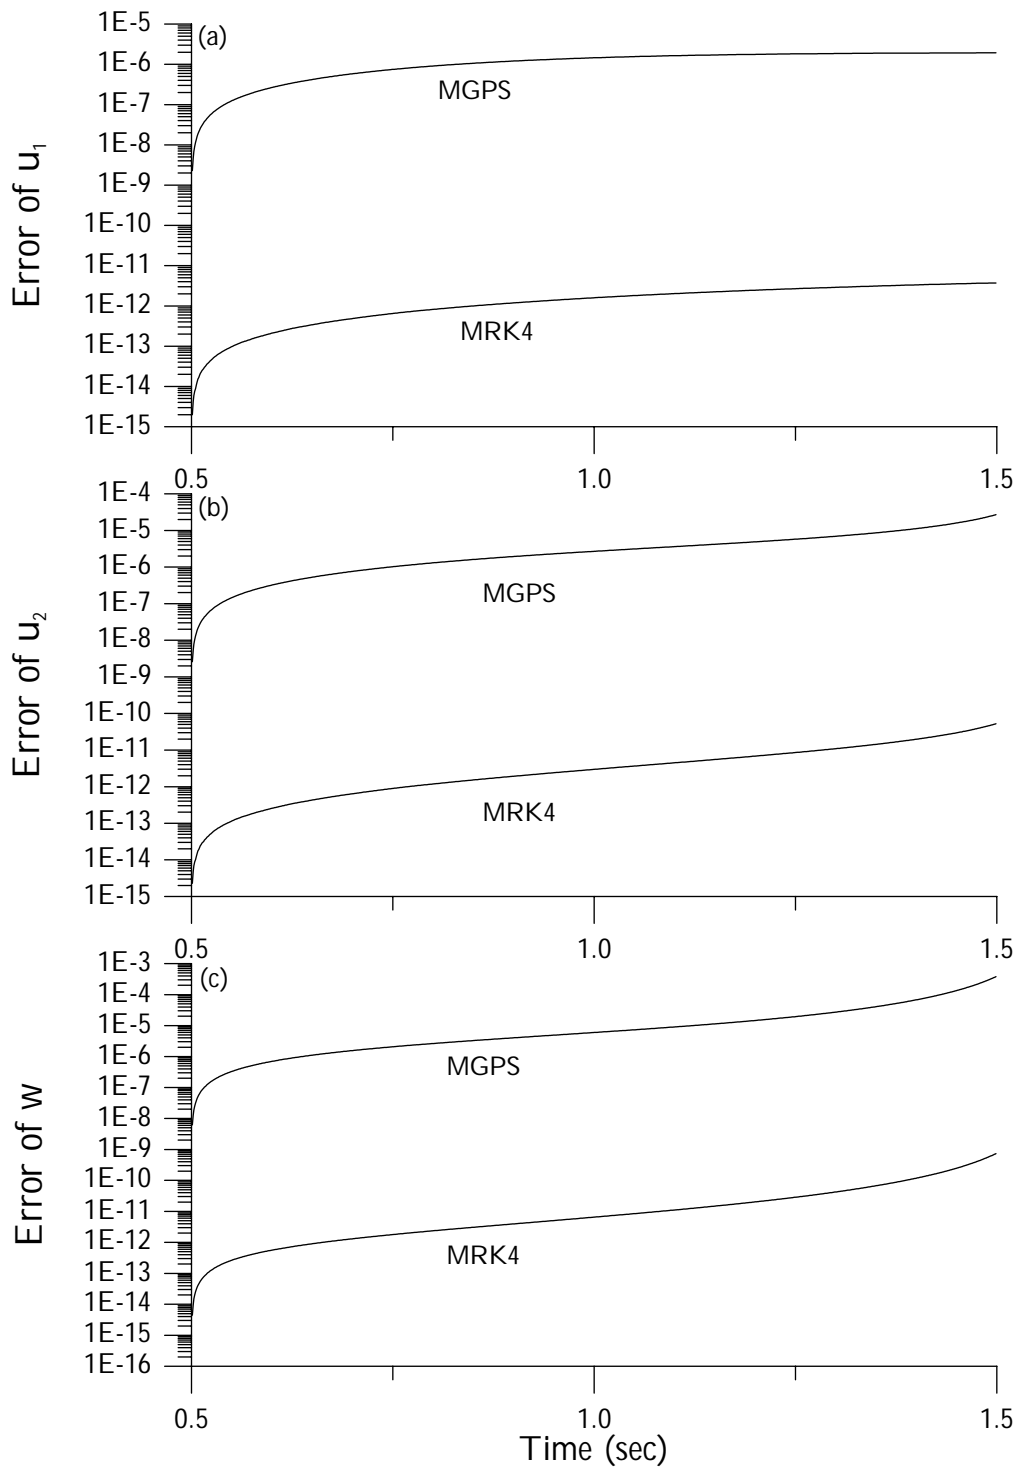 1E-5
(a)
1E-6
MGPS
1E-7
1E-8
1E-9
1E-10
1E-11
1E-12
MRK4
1E-13
1E-14
1E-15
Error of u₁
0.5 1.0 1.5
1E-4
(b)
1E-5
1E-6
MGPS
1E-7
1E-8
1E-9
1E-10
1E-11
1E-12
MRK4
1E-13
1E-14
1E-15
Error of u₂
0.5 1.0 1.5
1E-3
(c)
1E-4
1E-5
1E-6
MGPS
1E-7
1E-8
1E-9
1E-10
1E-11
1E-12
MRK4
1E-13
1E-14
1E-15
1E-16
Error of w
0.5 1.0 1.5
Time (sec)